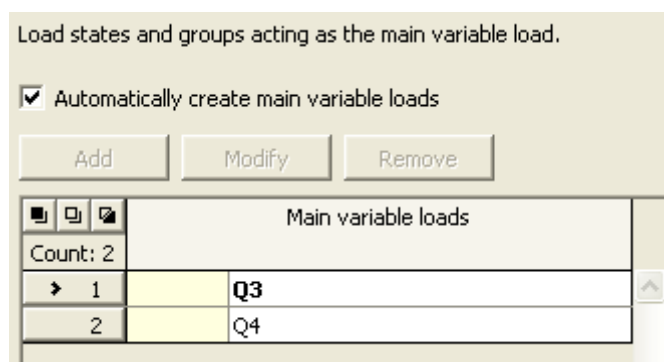 Load states and groups acting as the main variable load.
Automatically create main variable loads
Add Modify Remove
Main variable loads
Count: 2
1 Q3
2 Q4